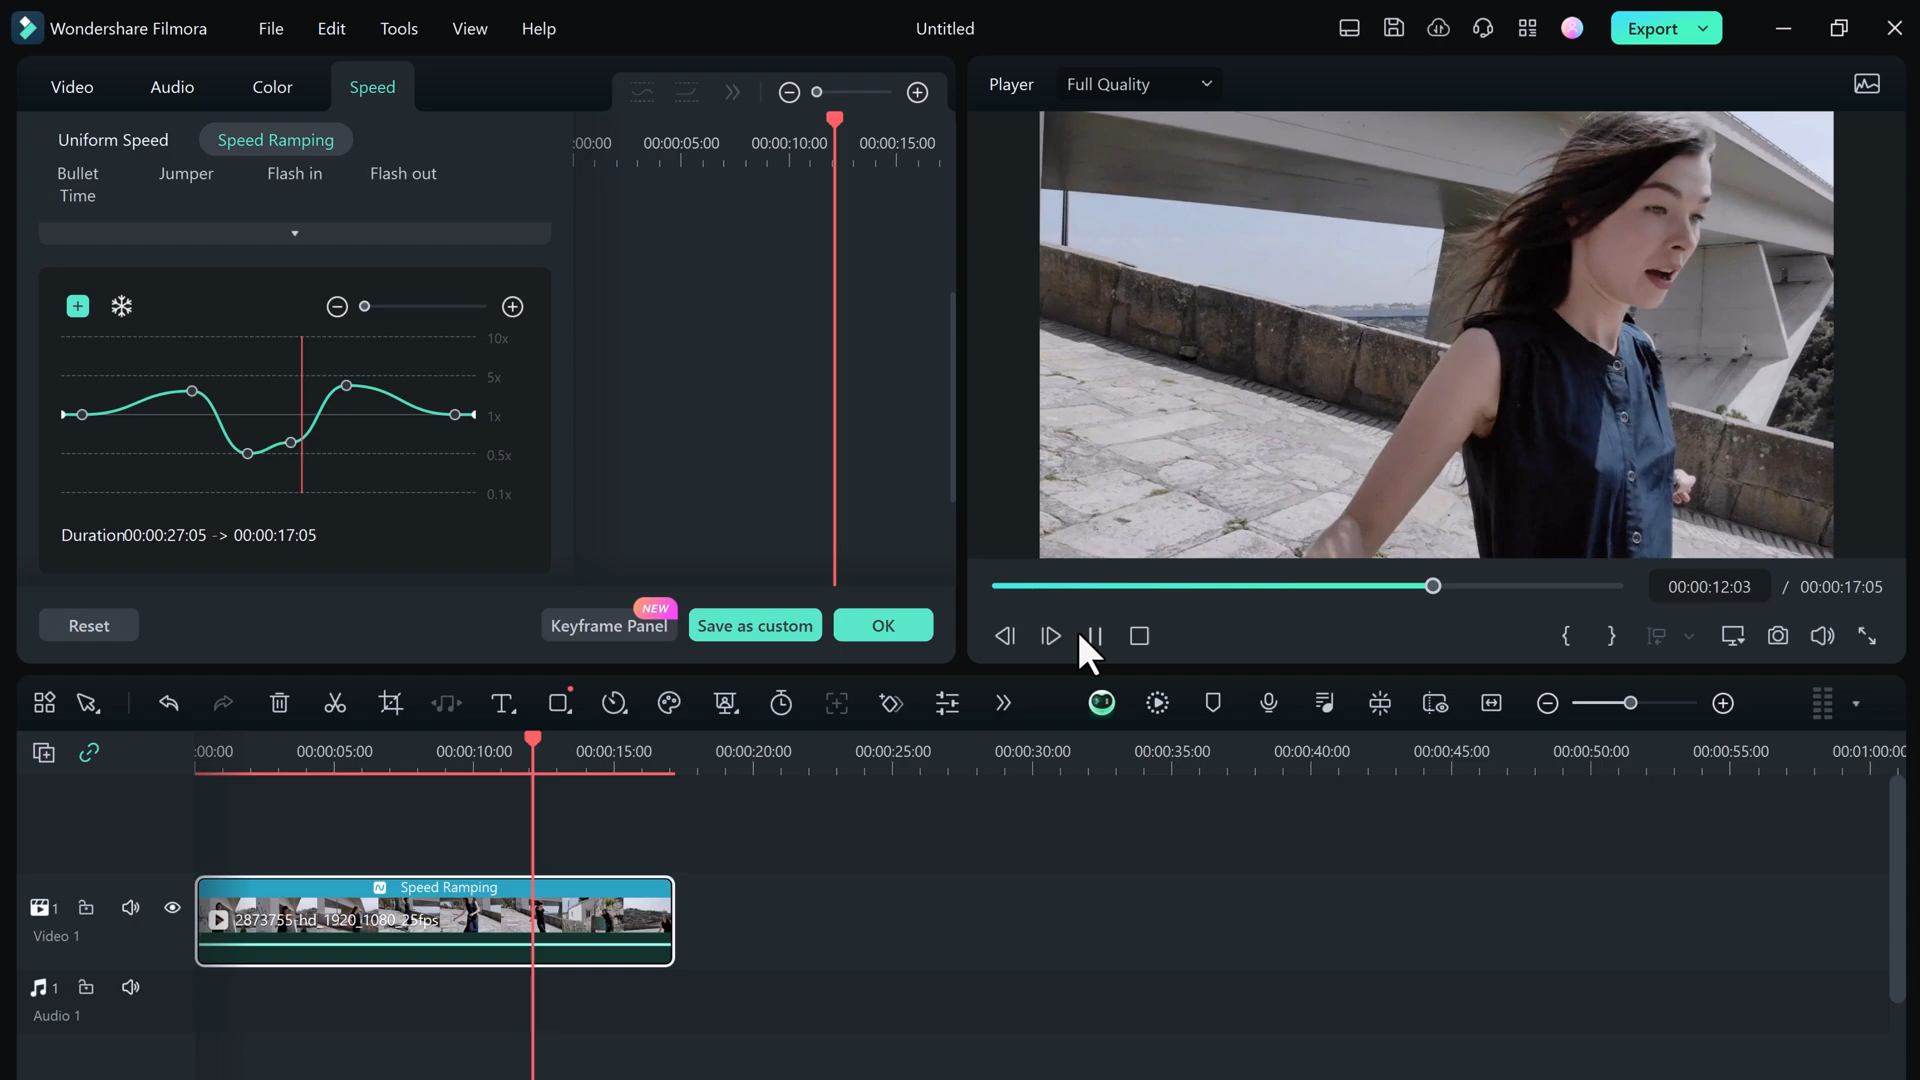 Wondershare Filmora
File
Edit
Tools
View
Help
Untitled
Export
Video
Audio
Color
Speed
Uniform Speed
Speed Ramping
Bullet Time
Jumper
Flash in
Flash out
10x
5x
1x
0.5x
0.1x
Duration00:00:27:05 -> 00:00:17:05
Reset
Keyframe Panel
NEW
Save as custom
OK
:00:00 00:00:05:00 00:00:10:00 00:00:15:00
Player
Full Quality
00:00:12:03 / 00:00:17:05
:00:00 00:00:05:00 00:00:10:00 00:00:15:00 00:00:20:00 00:00:25:00 00:00:30:00 00:00:35:00 00:00:40:00 00:00:45:00 00:00:50:00 00:00:55:00 00:01:00:00
Speed Ramping
2873755-hd_1920_1080_25fps
1
Video 1
1
Audio 1